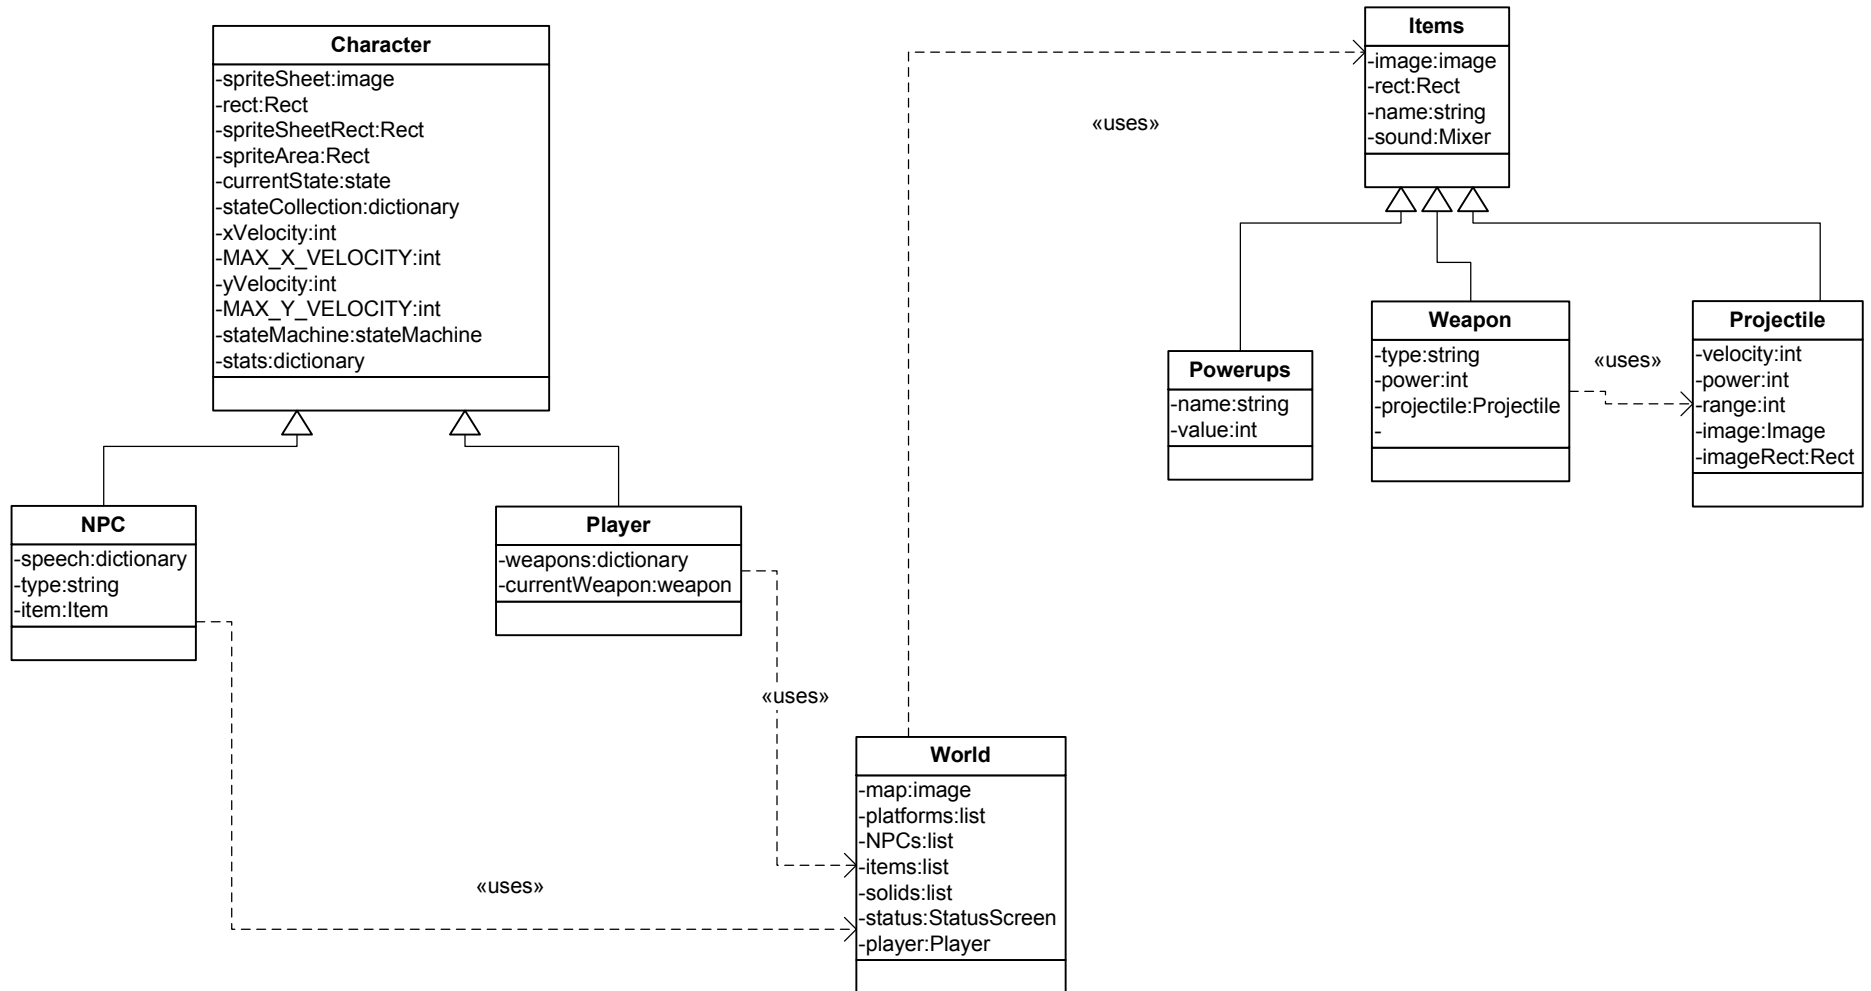 Character
-spriteSheet:image
-rect:Rect
-spriteSheetRect:Rect
-spriteArea:Rect
-currentState:state
-stateCollection:dictionary
-xVelocity:int
-MAX_X_VELOCITY:int
-yVelocity:int
-MAX_Y_VELOCITY:int
-stateMachine:stateMachine
-stats:dictionary
Items
-image:image
-rect:Rect
-name:string
-sound:Mixer
«uses»
Powerups
-name:string
-value:int
Weapon
-type:string
-power:int
-projectile:Projectile
-
«uses»
Projectile
-velocity:int
-power:int
-range:int
-image:Image
-imageRect:Rect
NPC
-speech:dictionary
-type:string
-item:Item
Player
-weapons:dictionary
-currentWeapon:weapon
«uses»
«uses»
World
-map:image
-platforms:list
-NPCs:list
-items:list
-solids:list
-status:StatusScreen
-player:Player